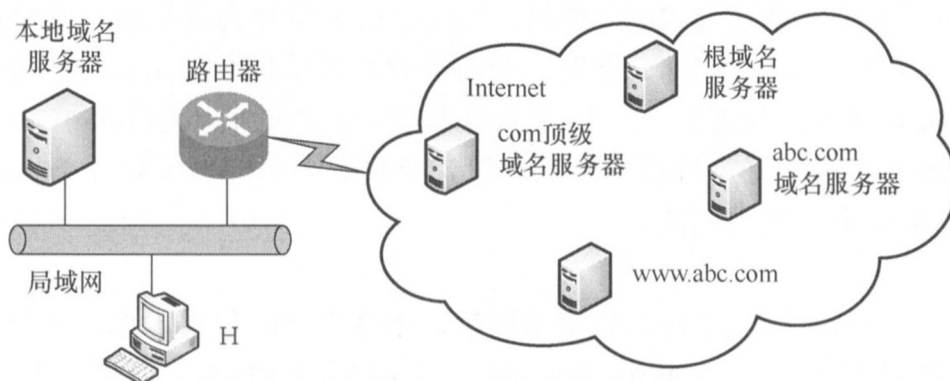 本地域名
服务器
路由器
Internet
根域名
服务器
com顶级
域名服务器
abc.com
域名服务器
www.abc.com
局域网
H